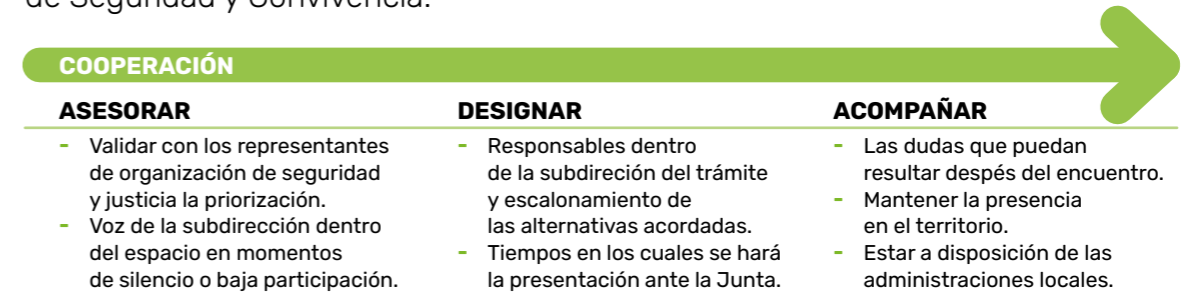 de Seguridad y Convivencia.
COOPERACIÓN
ASESORAR
- Validar con los representantes
de organización de seguridad
y justicia la priorización.
- Voz de la subdirección dentro
del espacio en momentos
de silencio o baja participación.
DESIGNAR
- Responsables dentro
de la subdireción del trámite
y escalonamiento de
las alternativas acordadas.
- Tiempos en los cuales se hará
la presentación ante la Junta.
ACOMPAÑAR
- Las dudas que puedan
resultar despés del encuentro.
- Mantener la presencia
en el territorio.
- Estar a disposición de las
administraciones locales.